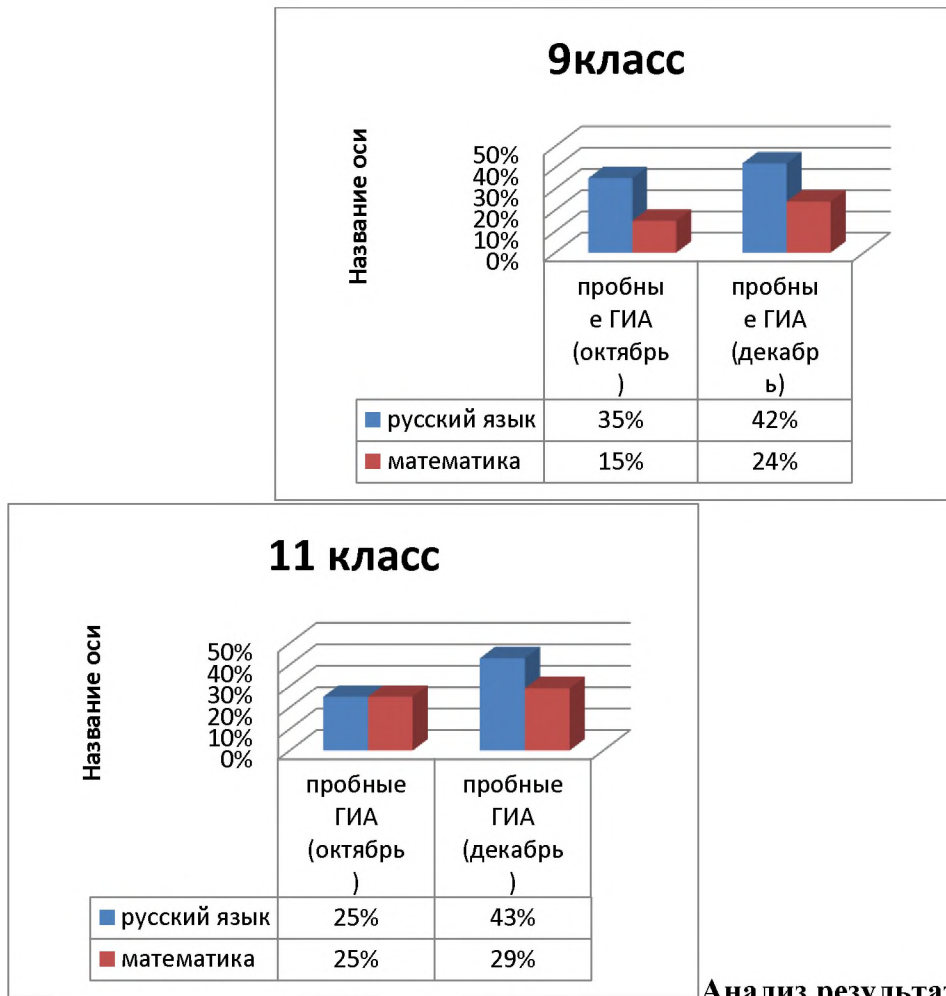 9класс
Название оси
50%
40%
30%
20%
10%
0%
пробны
е ГИА
(октябрь
)
пробны
е ГИА
(декабр
ь)
русский язык 35% 42%
математика 15% 24%
11 класс
Название оси
50%
40%
30%
20%
10%
0%
пробные
ГИА
(октябрь
)
пробные
ГИА
(декабрь
)
русский язык 25% 43%
математика 25% 29%
Анализ результат